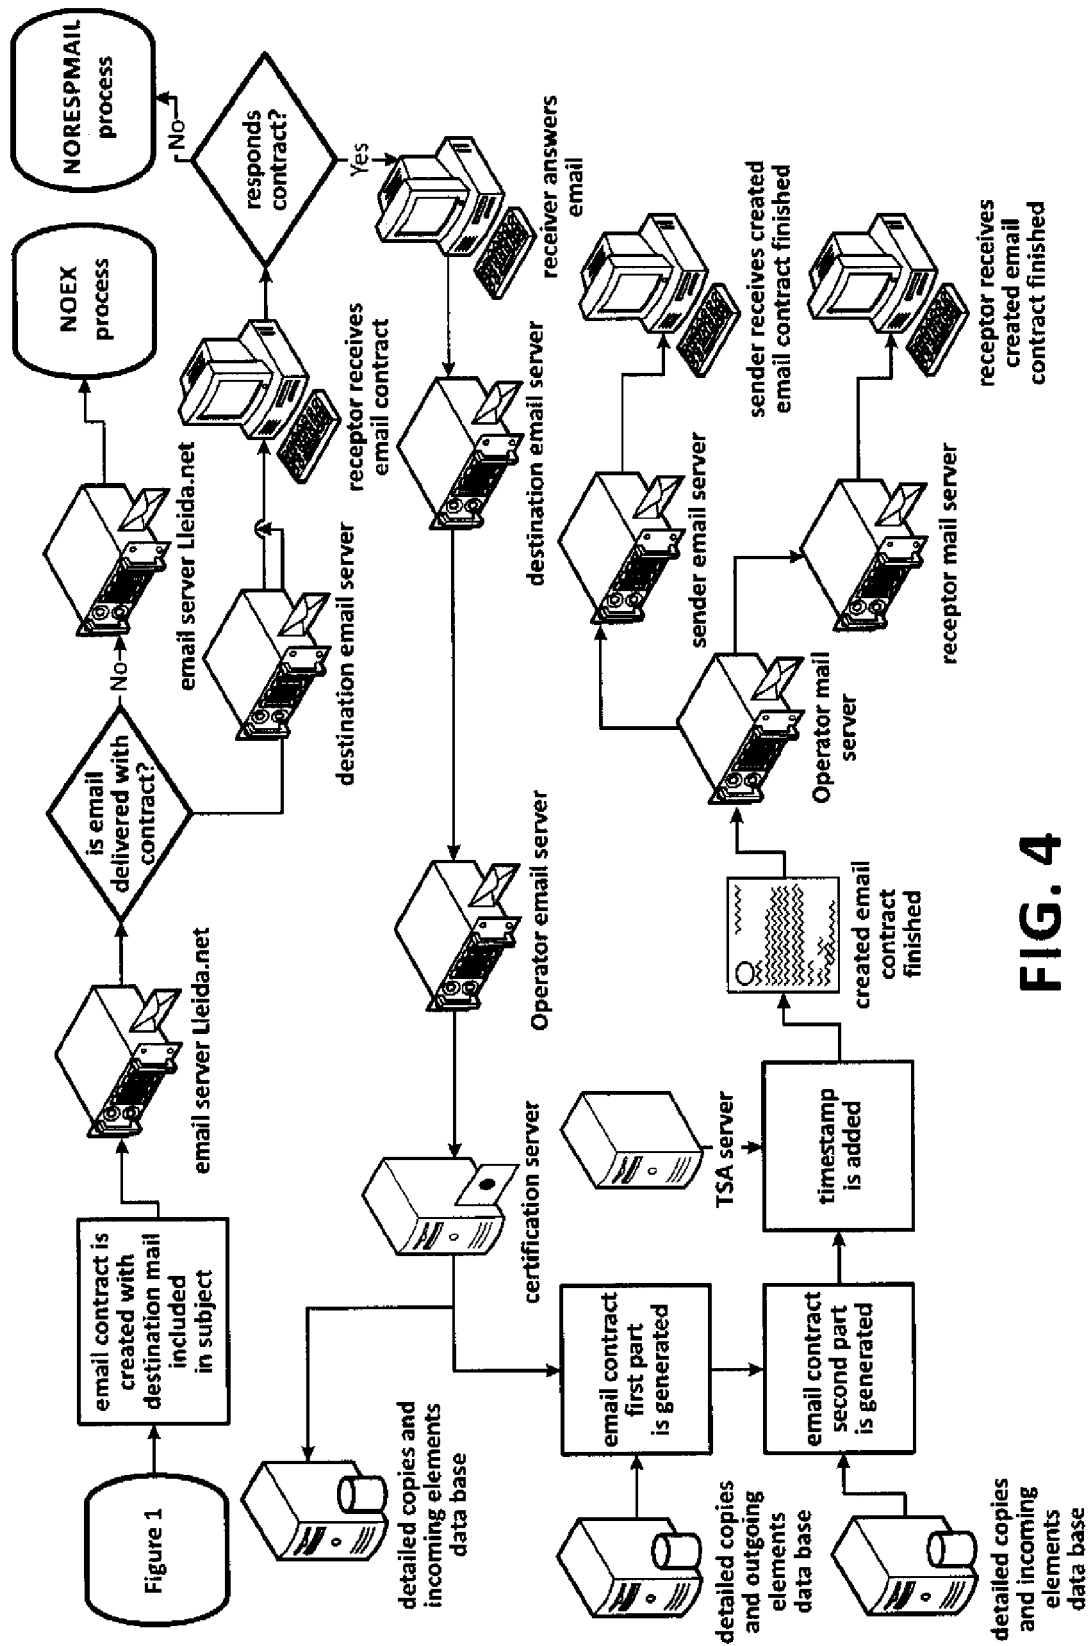 Figure 1
email contract is
created with
destination mail
included
in subject
email server Lleida.net
is email
delivered with
contract?
No
email server Lleida.net
NOEX
process
destination email server
receptor receives
email contract
responds
contract?
No
NORESPMAIL
process
Yes
receiver answers
email
destination email server
Operator email server
certification server
detailed copies and
incoming elements
data base
email contract
first part
is generated
detailed copies
and outgoing
elements
data base
email contract
second part
is generated
detailed copies
and incoming
elements
data base
TSA server
timestamp
is added
created email
contract
finished
Operator mail
server
sender email server
sender receives created
email contract finished
receptor mail server
receptor receives
created email
contract finished
FIG. 4